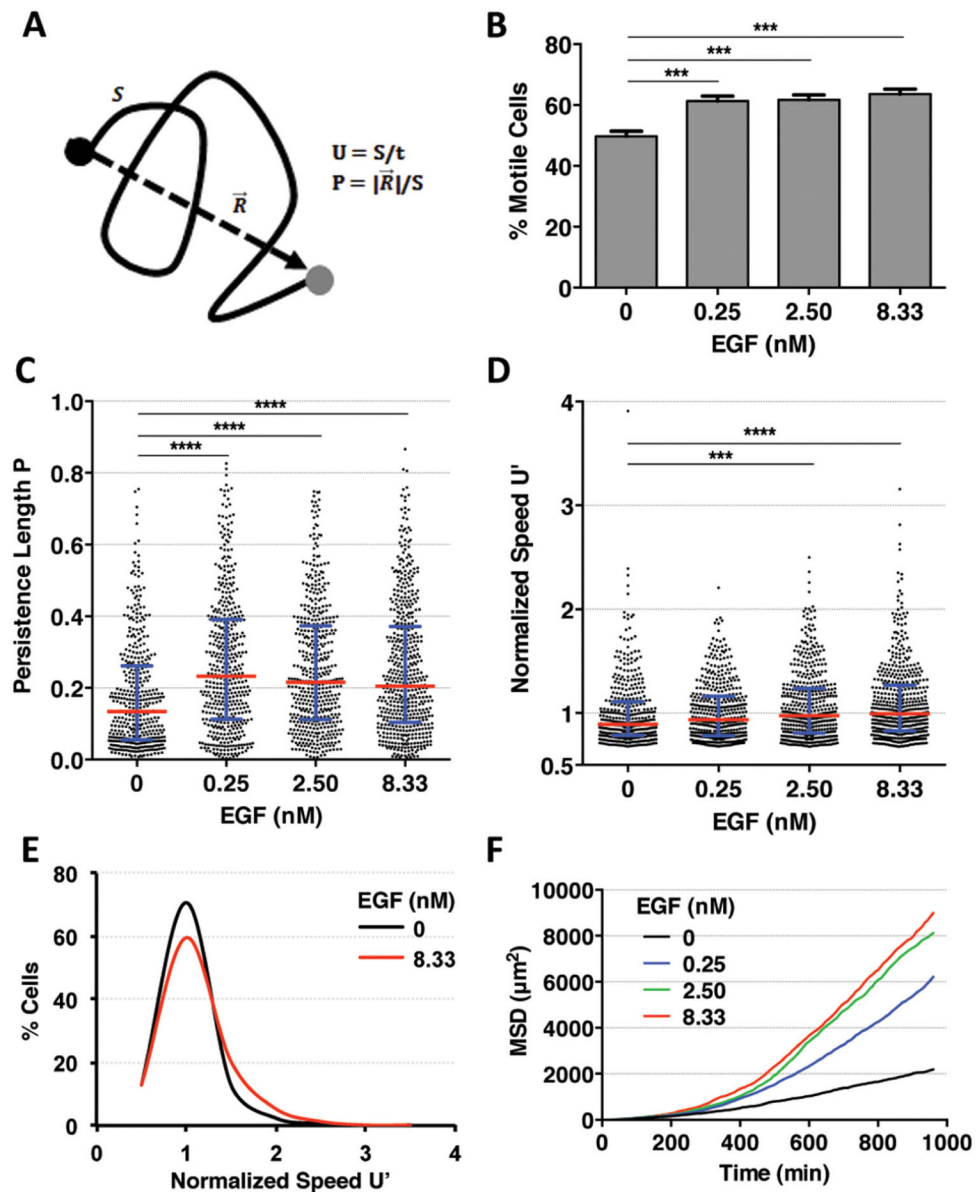 A
S
R
U = S/t
P = |R|/S
B
% Motile Cells
80
60
40
20
0
***
***
***
0 0.25 2.50 8.33
EGF (nM)
C
Persistence Length P
1.0
0.8
0.6
0.4
0.2
0.0
****
****
****
0 0.25 2.50 8.33
EGF (nM)
D
Normalized Speed U'
4
3
2
1
0.5
****
***
0 0.25 2.50 8.33
EGF (nM)
E
% Cells
80
60
40
20
0
EGF (nM)
0
8.33
0 1 2 3 4
Normalized Speed U’
F
MSD (µm²)
10000
8000
6000
4000
2000
0
EGF (nM)
0
0.25
2.50
8.33
0 200 400 600 800 1000
Time (min)